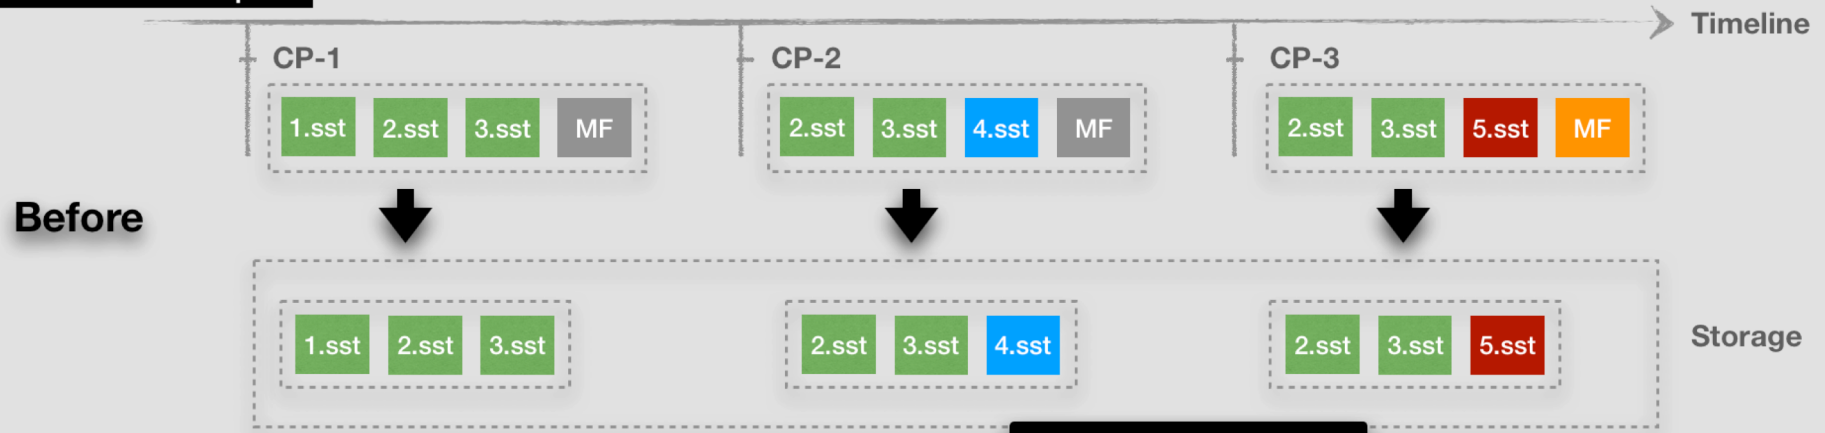 Timeline
CP-1
CP-2
CP-3
1.sst 2.sst 3.sst MF
2.sst 3.sst 4.sst MF
2.sst 3.sst 5.sst MF
Before
1.sst 2.sst 3.sst
2.sst 3.sst 4.sst
2.sst 3.sst 5.sst
Storage